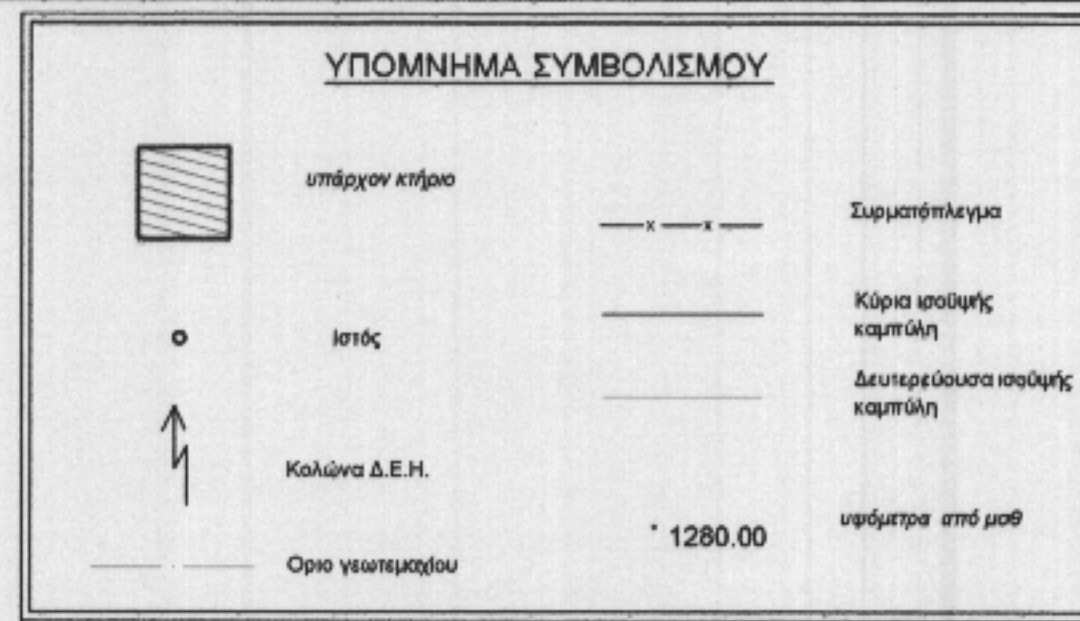 ΥΠΟΜΝΗΜΑ ΣΥΜΒΟΛΙΣΜΟΥ
υπάρχον κτήριο
Ιστός
Κολώνα Δ.Ε.Η.
Οριο γεωτεμαχίου
x x
Συρματόπλεγμα
Κύρια ισοϋψής
καμπύλη
Δευτερεύουσα ισοϋψής
καμπύλη
* 1280.00
υψόμετρα από μσθ